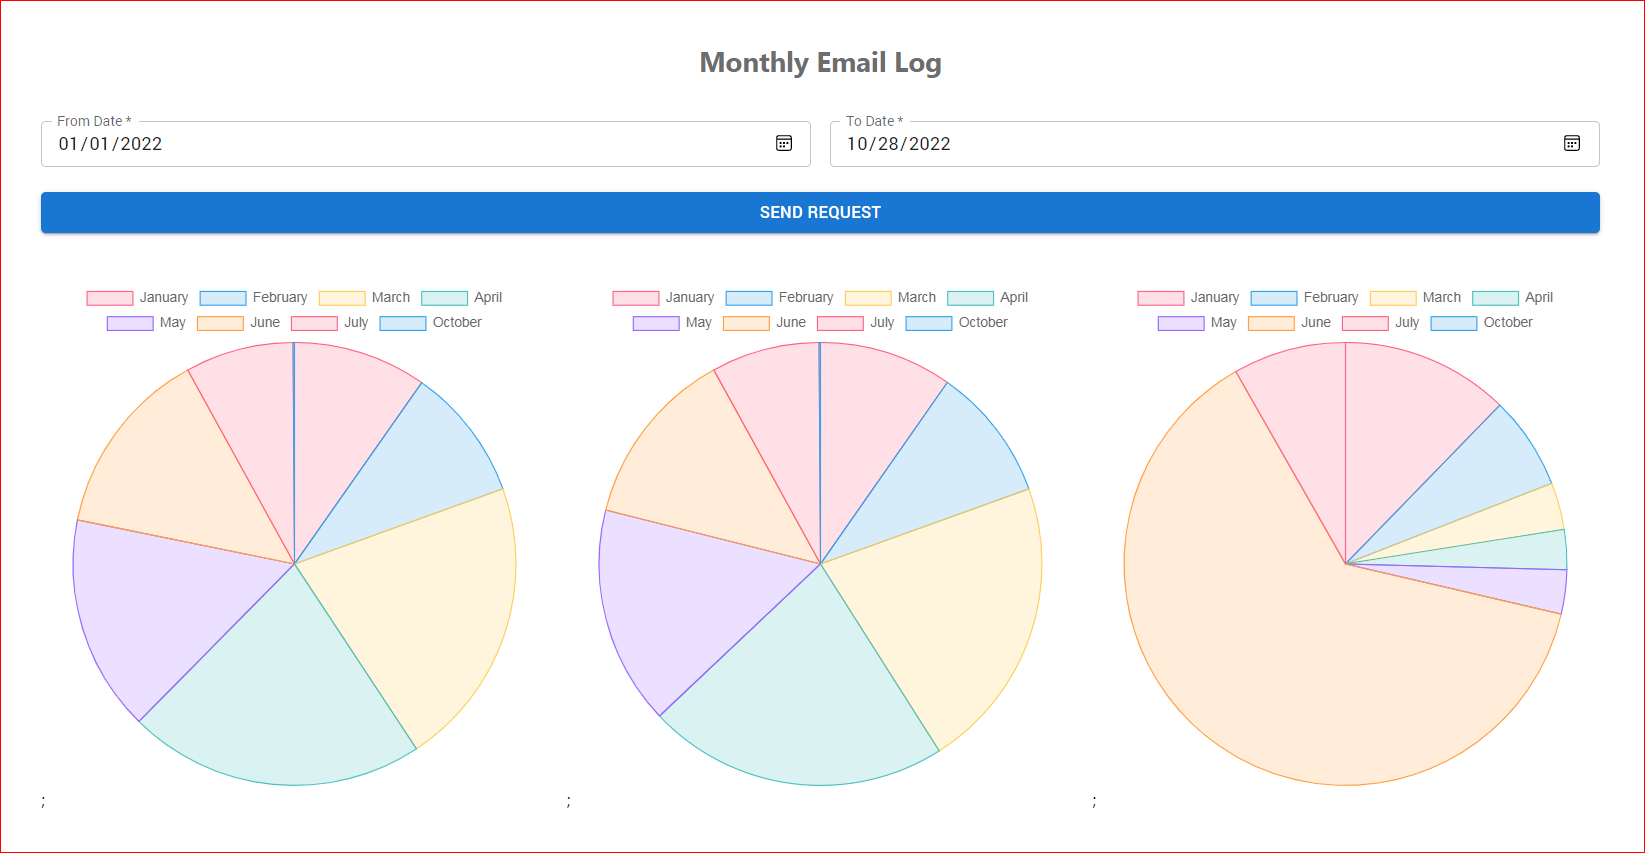 Monthly Email Log
From Date *
To Date *
01/01/2022
10/28/2022
SEND REQUEST
January February March April
May June July October
January February March April
May June July October
January February March April
May June July October
; ; ;